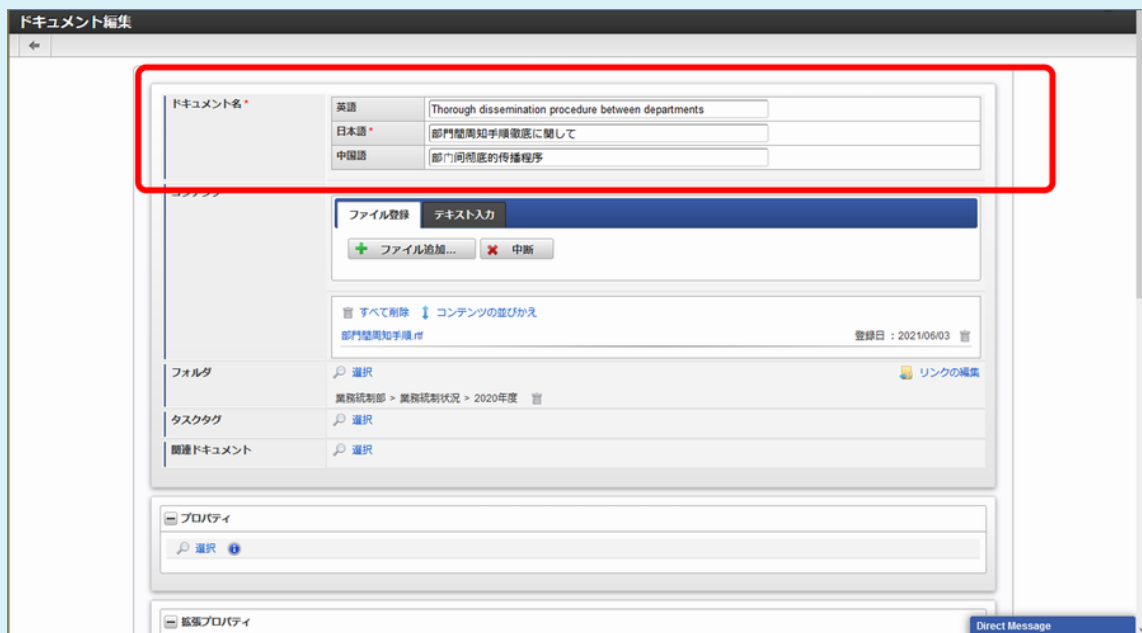 ドキュメント編集
ドキュメント名*
英語 Thorough dissemination procedure between departments
日本語* 部門間周知手順徹底に関して
中国語 部门间彻底的传播程序
コンテンツ
ファイル登録 テキスト入力
ファイル追加... 中断
すべて削除 コンテンツの並びかえ
部門間周知手順.rtf 登録日 : 2021/06/03
フォルダ 選択 リンクの編集
業務統制部 > 業務統制状況 > 2020年度
タスクタグ 選択
関連ドキュメント 選択
プロパティ
選択
拡張プロパティ
Direct Message